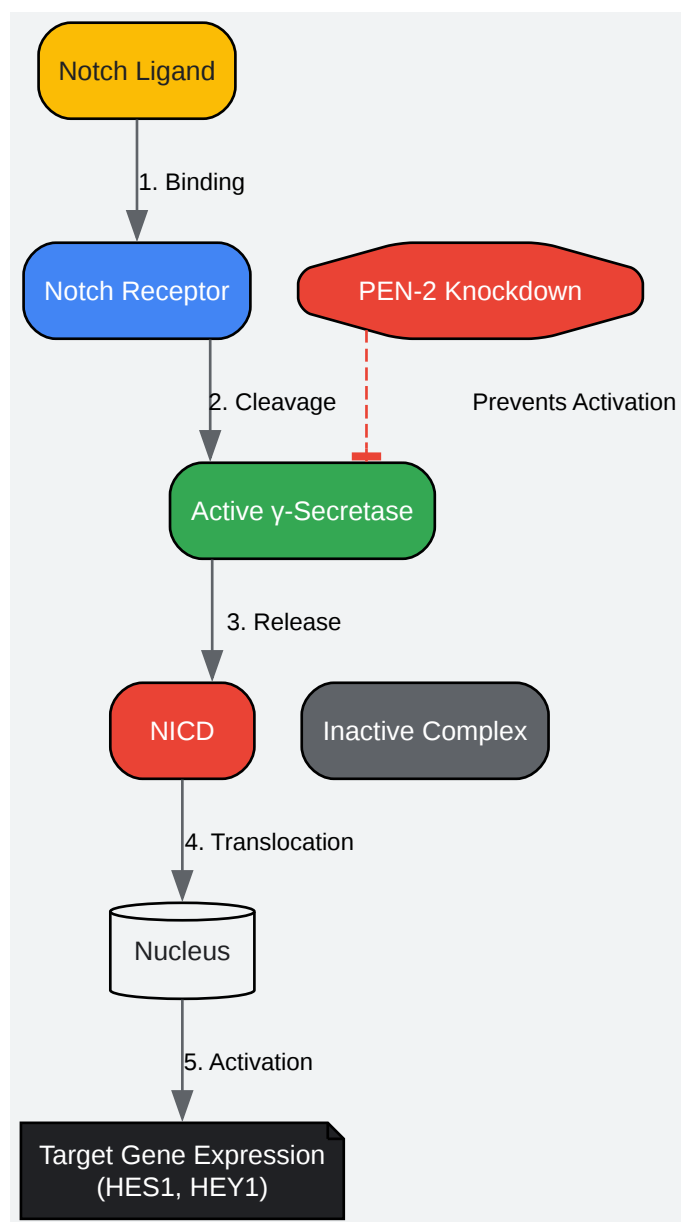 Notch Ligand
1. Binding
Notch Receptor
PEN-2 Knockdown
2. Cleavage
Prevents Activation
Active γ-Secretase
3. Release
NICD
Inactive Complex
4. Translocation
Nucleus
5. Activation
Target Gene Expression
(HES1, HEY1)